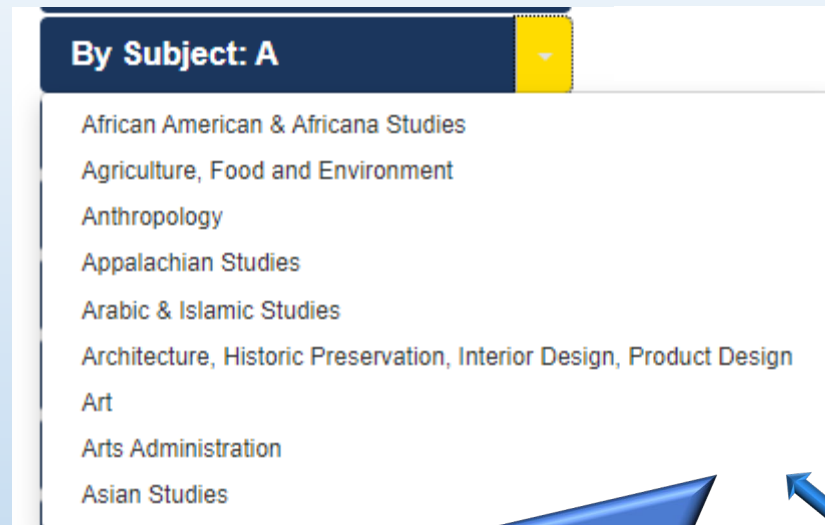 By Subject: A
African American & Africana Studies
Agriculture, Food and Environment
Anthropology
Appalachian Studies
Arabic & Islamic Studies
Architecture, Historic Preservation, Interior Design, Product Design
Art
Arts Administration
Asian Studies